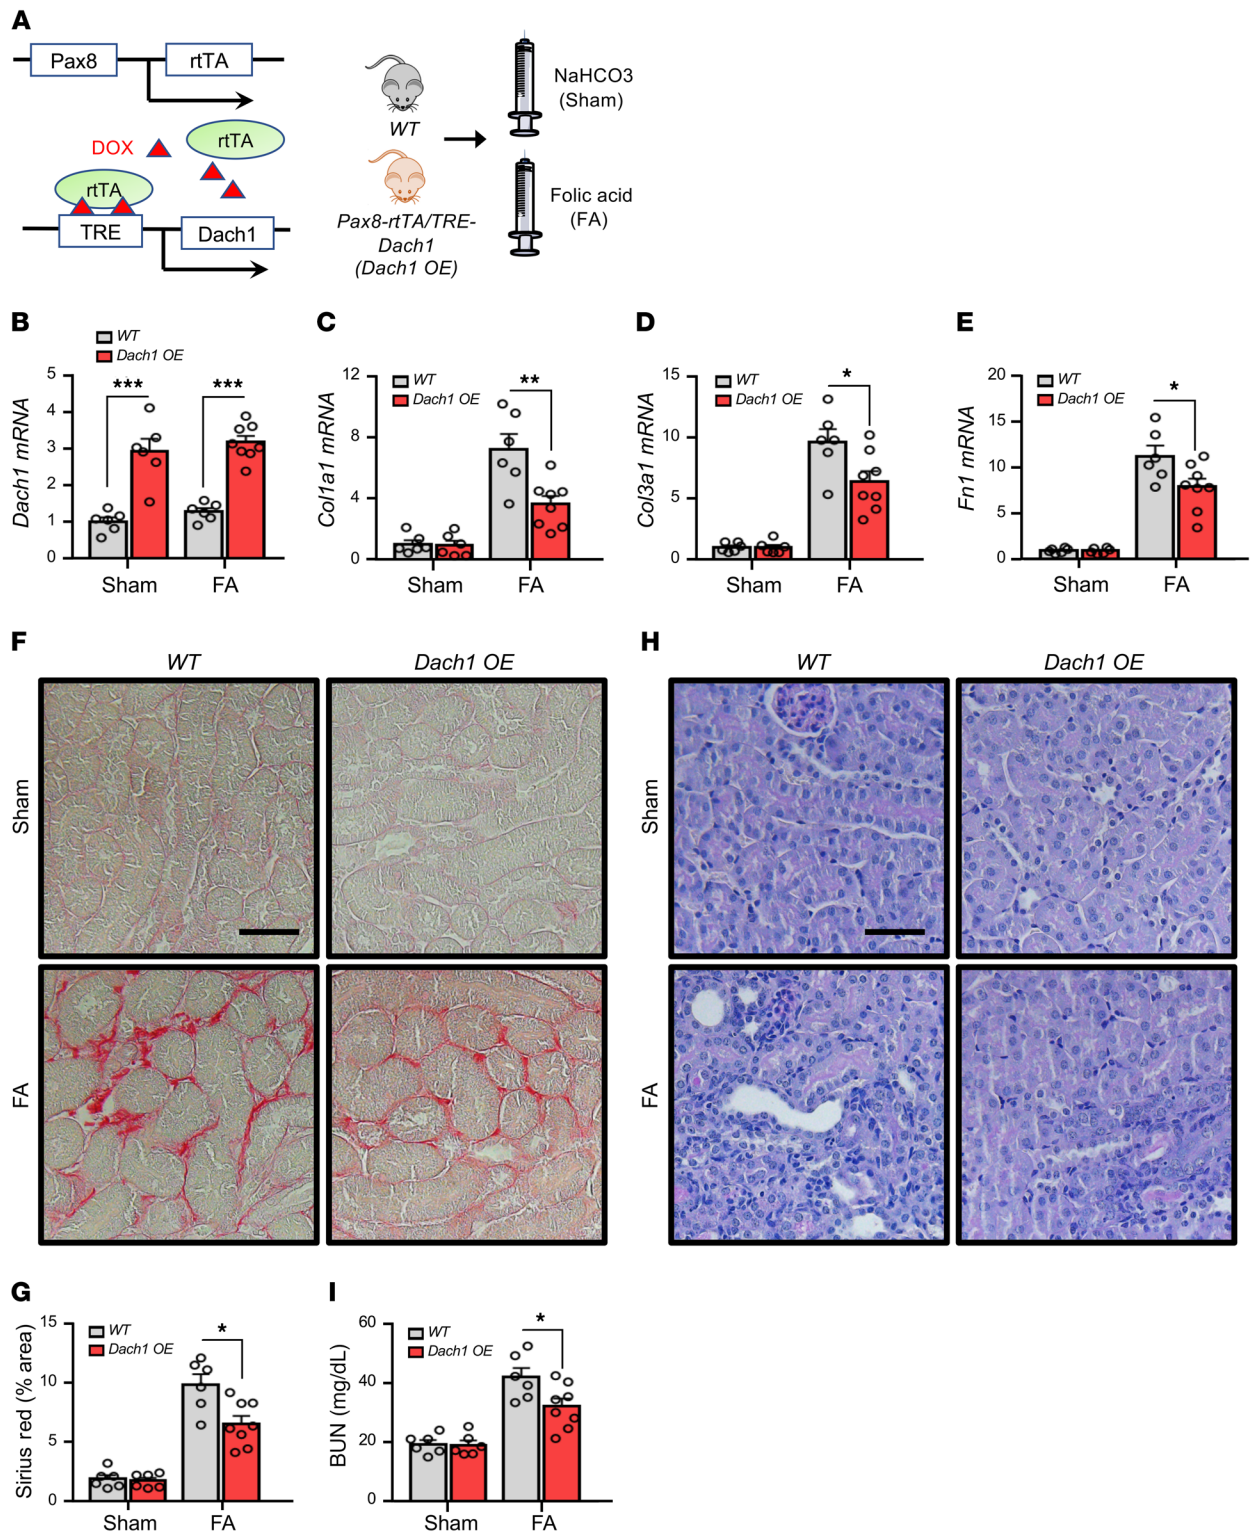 A
Pax8
rtTA
DOX
rtTA
rtTA
TRE
Dach1
WT
Pax8-rtTA/TRE-
Dach1
(Dach1 OE)
NaHCO3
(Sham)
Folic acid
(FA)
B
WT
Dach1 OE
Dach1 mRNA
5
4
3
2
1
0
***
***
Sham
FA
C
WT
Dach1 OE
Col1a1 mRNA
12
8
4
0
**
Sham
FA
D
WT
Dach1 OE
Col3a1 mRNA
15
10
5
0
*
Sham
FA
E
WT
Dach1 OE
Fn1 mRNA
20
15
10
5
0
*
Sham
FA
F
WT
Dach1 OE
Sham
FA
H
WT
Dach1 OE
Sham
FA
G
WT
Dach1 OE
Sirius red (% area)
15
10
5
0
*
Sham
FA
I
WT
Dach1 OE
BUN (mg/dL)
60
40
20
0
*
Sham
FA